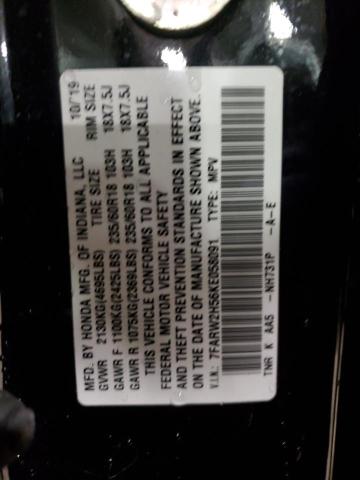 MFD. BY HONDA MFG. OF INDIANA, LLC 10/'19
GVWR 2130KG(4695LBS) TIRE SIZE RIM SIZE
GAWR F 1100KG(2425LBS) 235/60R18 103H 18X7.5J
GAWR R 1075KG(2369LBS) 235/60R18 103H 18X7.5J
THIS VEHICLE CONFORMS TO ALL APPLICABLE
FEDERAL MOTOR VEHICLE SAFETY
AND THEFT PREVENTION STANDARDS IN EFFECT
ON THE DATE OF MANUFACTURE SHOWN ABOVE.
V.I.N.: 7FARW2H56KE058091 TYPE: MPV
TNR K AA5 -NH731P -A-E